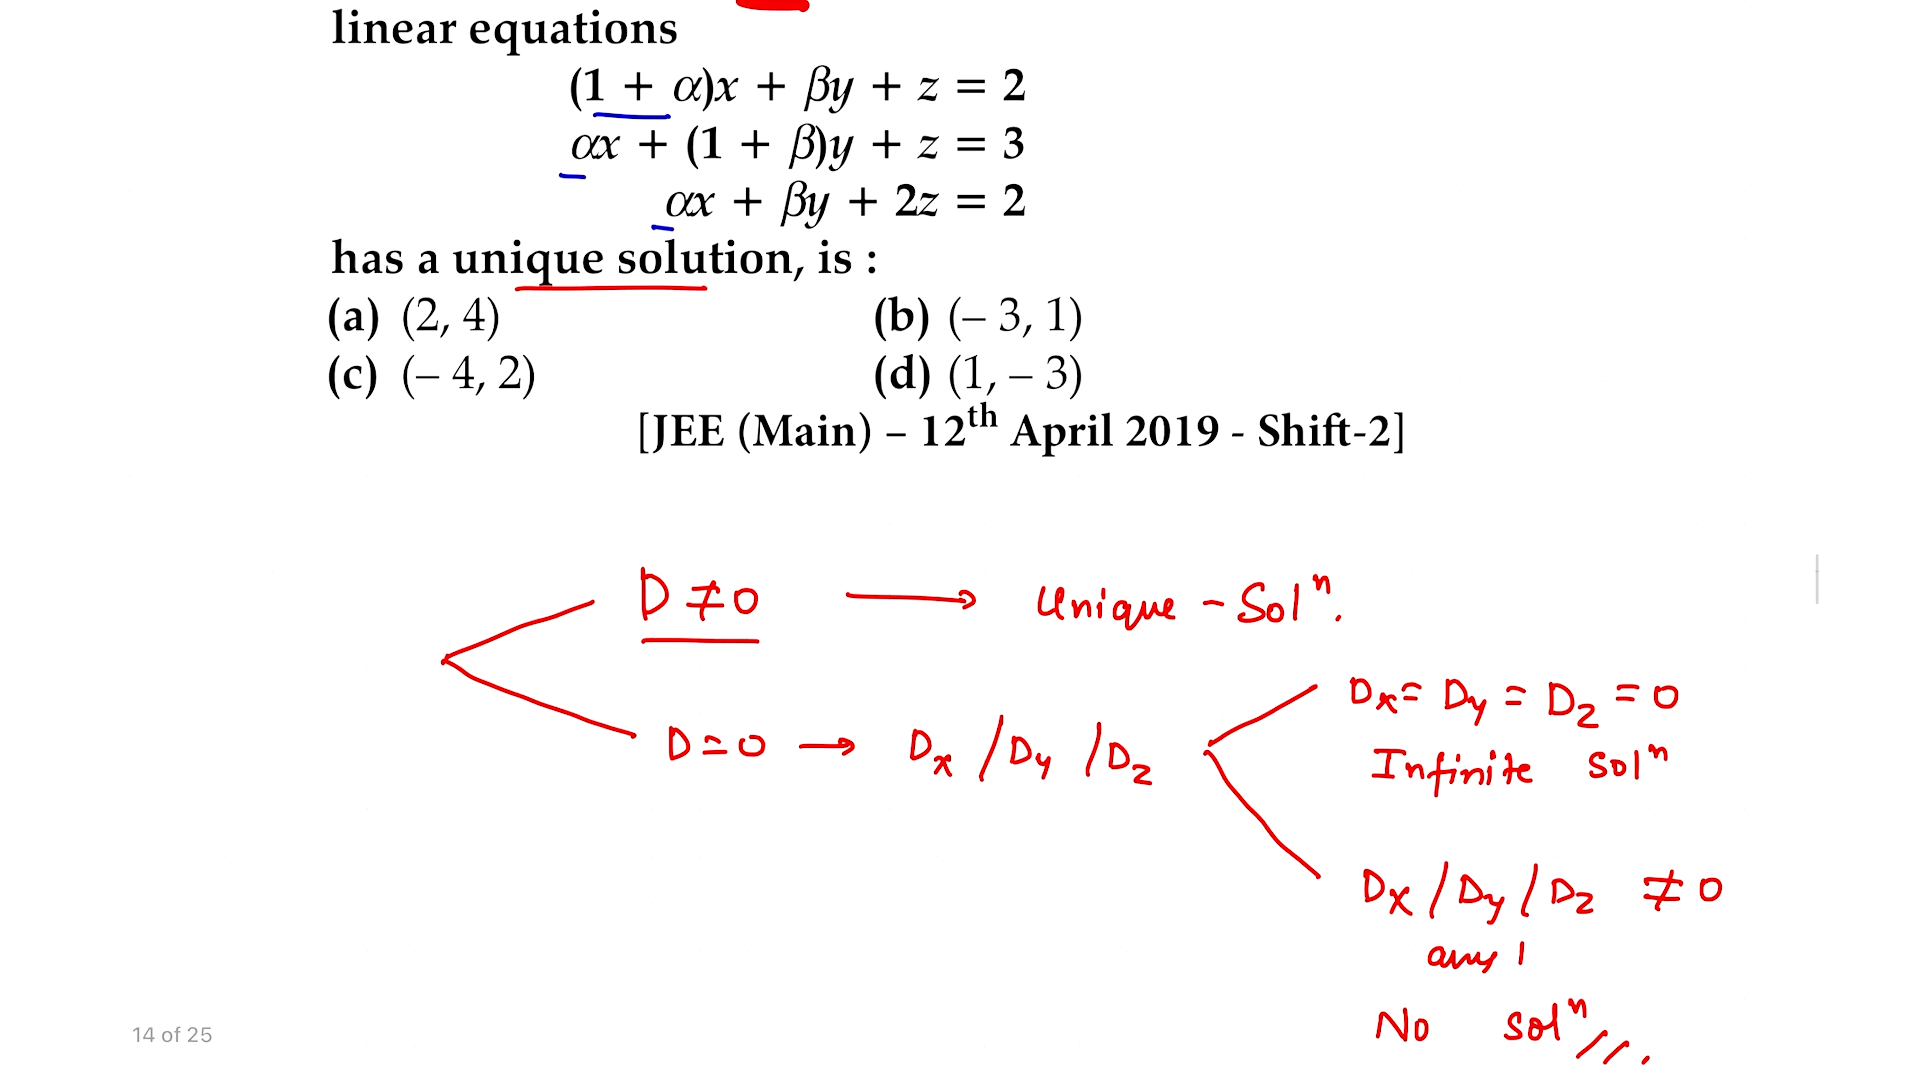 linear equations
(1 + α)x + βy + z = 2
αx + (1 + β)y + z = 3
αx + βy + 2z = 2
has a unique solution, is :
(a) (2, 4) (b) (– 3, 1)
(c) (– 4, 2) (d) (1, – 3)
[JEE (Main) – 12th April 2019 - Shift-2]
D ≠ 0 → Unique - Solⁿ.
D = 0 → Dx / Dy / Dz
Dx = Dy = Dz = 0
Infinite Solⁿ
Dx / Dy / Dz ≠ 0
any 1
No Solⁿ//.
14 of 25